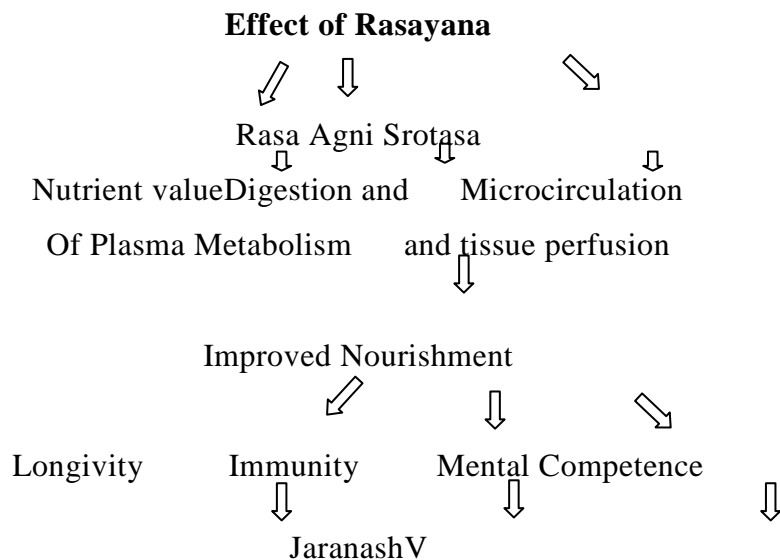 Effect of Rasayana
Rasa Agni Srotasa
Nutrient valueDigestion and Microcirculation
Of Plasma Metabolism and tissue perfusion
Improved Nourishment
Longivity Immunity Mental Competence
JaranashV